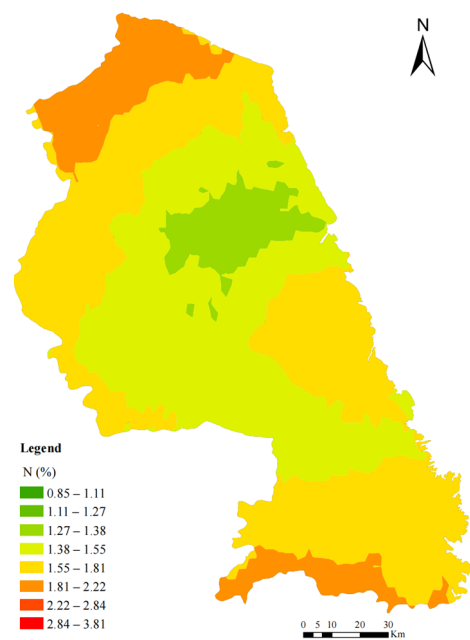 N
Legend
N (%)
0.85 – 1.11
1.11 – 1.27
1.27 – 1.38
1.38 – 1.55
1.55 – 1.81
1.81 – 2.22
2.22 – 2.84
2.84 – 3.81
0 5 10 20 30
Km